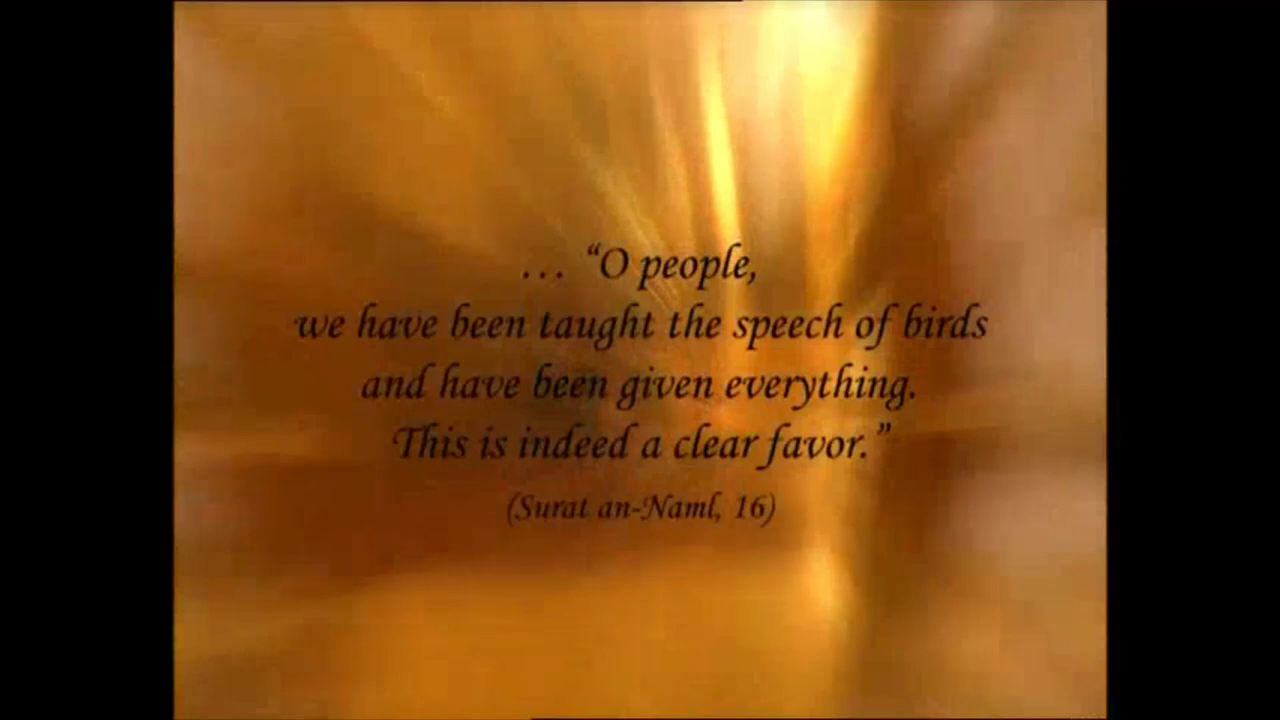 … “O people,
we have been taught the speech of birds
and have been given everything.
This is indeed a clear favor.”
(Surat an-Naml, 16)